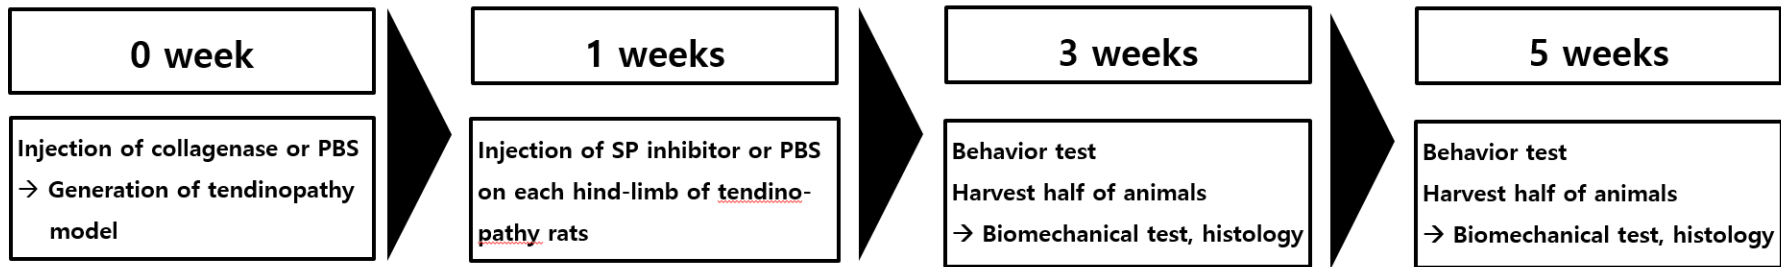 0 week
Injection of collagenase or PBS
→ Generation of tendinopathy
model
1 weeks
Injection of SP inhibitor or PBS
on each hind-limb of tendino-
pathy rats
3 weeks
Behavior test
Harvest half of animals
→ Biomechanical test, histology
5 weeks
Behavior test
Harvest half of animals
→ Biomechanical test, histology